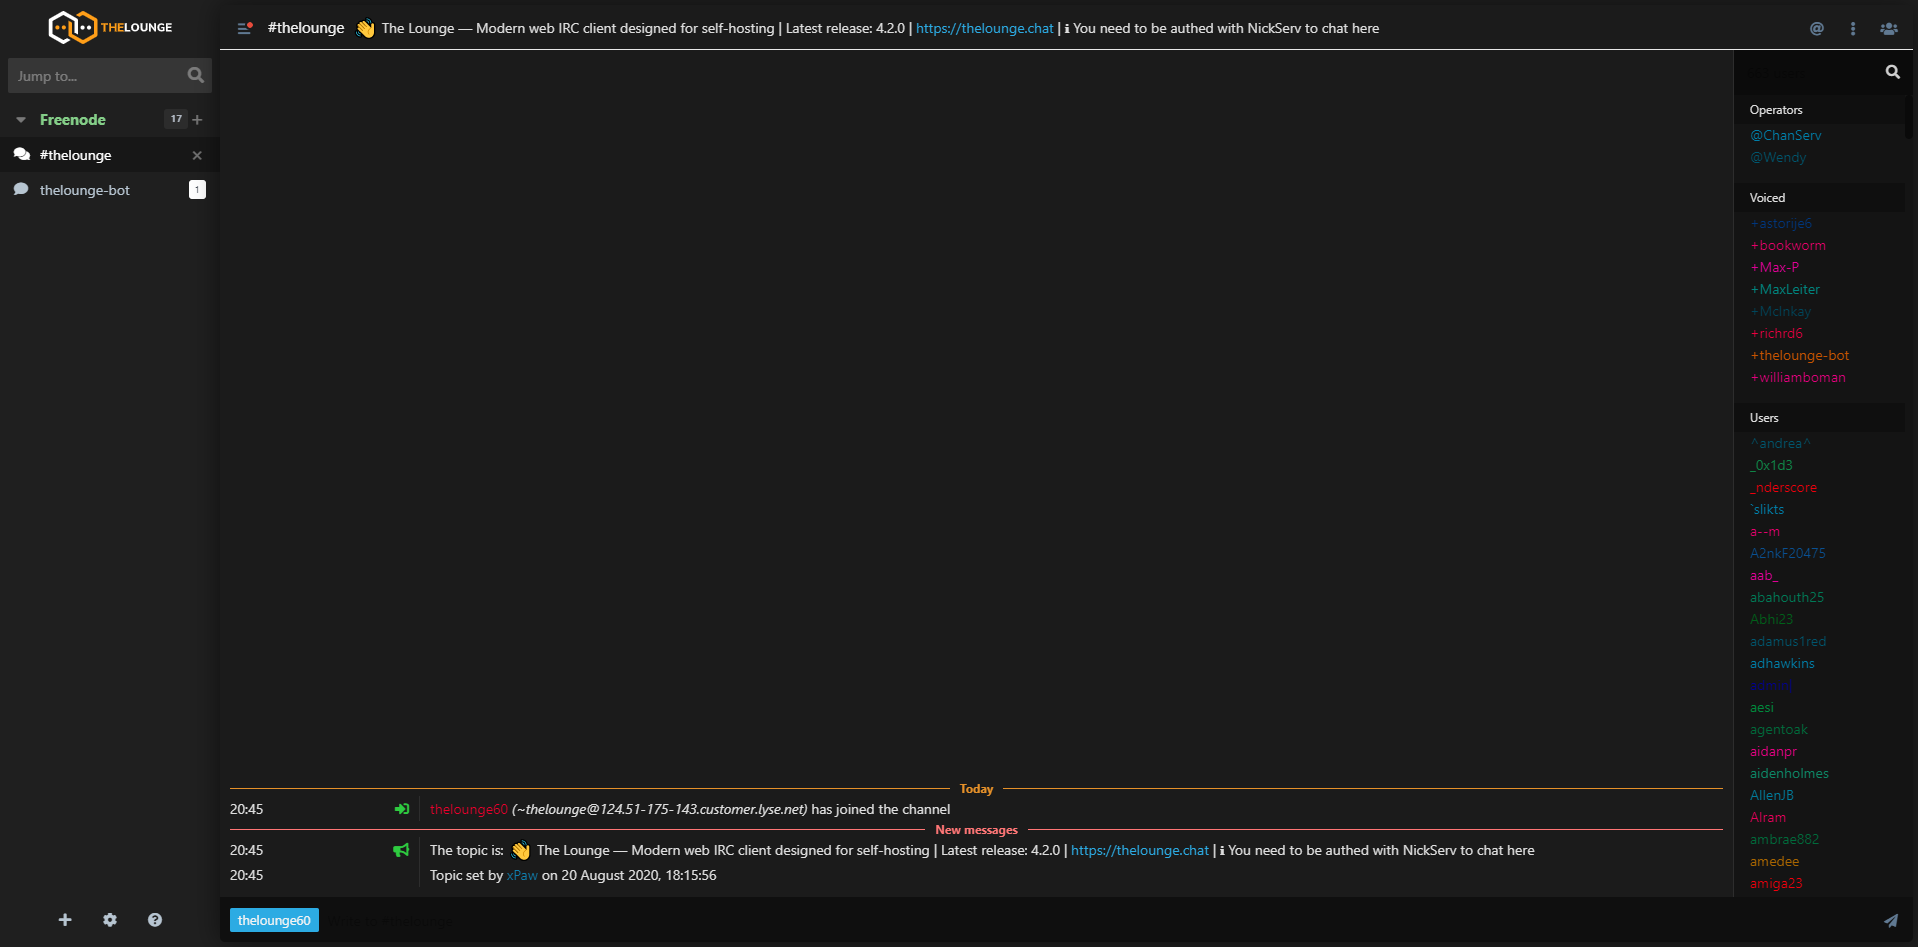 THELOUNGE
Jump to...
Freenode 17
#thelounge
thelounge-bot 1
#thelounge 👋 The Lounge — Modern web IRC client designed for self-hosting | Latest release: 4.2.0 | https://thelounge.chat | ℹ You need to be authed with NickServ to chat here
Today
20:45 thelounge60 (~thelounge@124.51-175-143.customer.lyse.net) has joined the channel
New messages
20:45 The topic is: 👋 The Lounge — Modern web IRC client designed for self-hosting | Latest release: 4.2.0 | https://thelounge.chat | ℹ You need to be authed with NickServ to chat here
20:45 Topic set by xPaw on 20 August 2020, 18:15:56
thelounge60
Operators
@ChanServ
@Wendy
Voiced
+astorije6
+bookworm
+Max-P
+MaxLeiter
+McInkay
+richrd6
+thelounge-bot
+williamboman
Users
^andrea^
_0x1d3
_nderscore
`slikts
a--m
A2nkF20475
aab_
abahouth25
Abhi23
adamus1red
adhawkins
aesi
agentoak
aidanpr
aidenholmes
AllenJB
Alram
ambrae882
amedee
amiga23